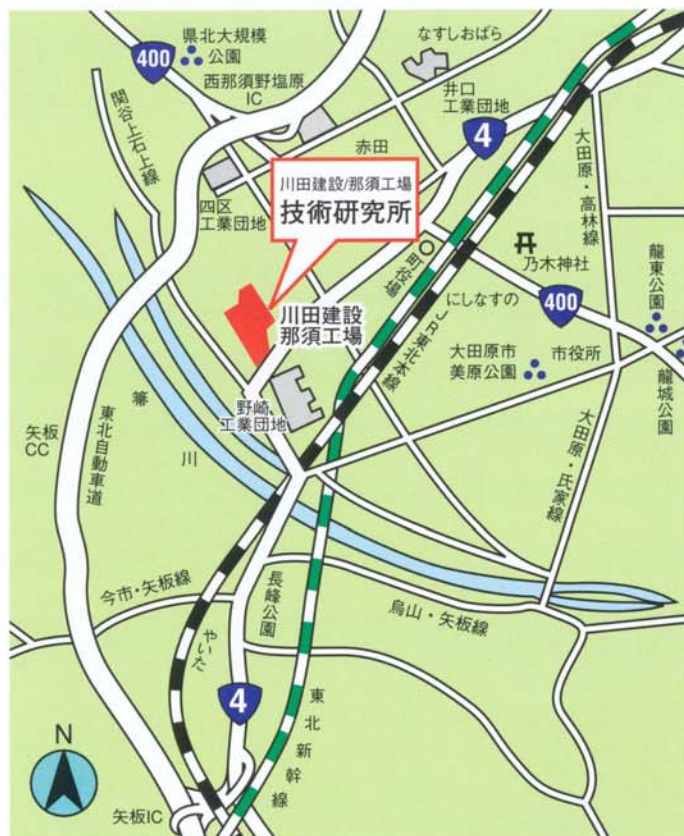 なすしおばら
県北大規模
公園
400
西那須野塩原
IC
井口
工業団地
関谷上石上線
4
赤田
大田原・高林線
四区
工業団地
川田建設/那須工場
技術研究所
町役場
乃木神社
にしなすの
400
龍東公園
川田建設
那須工場
JR東北本線
大田原市
美原公園
市役所
龍城公園
野崎
工業団地
矢板
CC
東北自動車道
箒川
大田原・氏家線
今市・矢板線
長峰公園
烏山・矢板線
やいた
4
東北新幹線
N
矢板IC